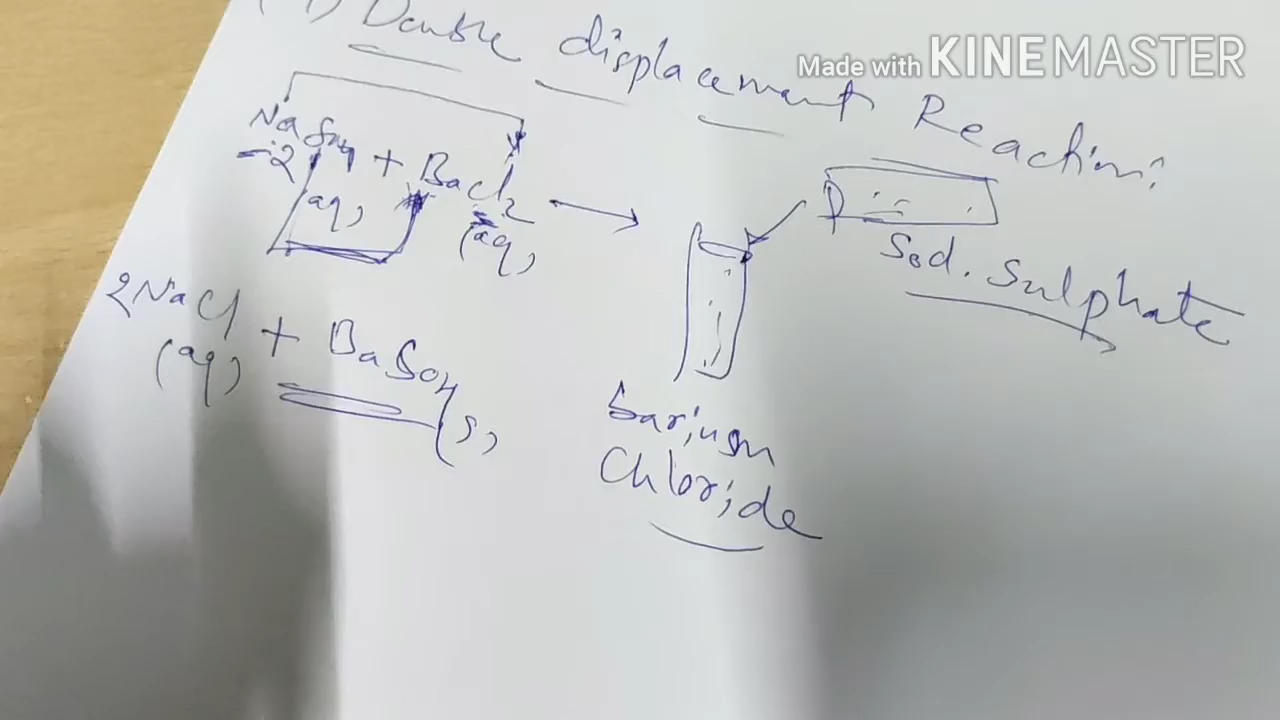 Made with KINEMASTER
Double displacement Reaction:
Na2SO4 + BaCl2 →
(aq) (aq)
Sod. Sulphate
2NaCl + BaSO4(s)
(aq)
barium
Chloride